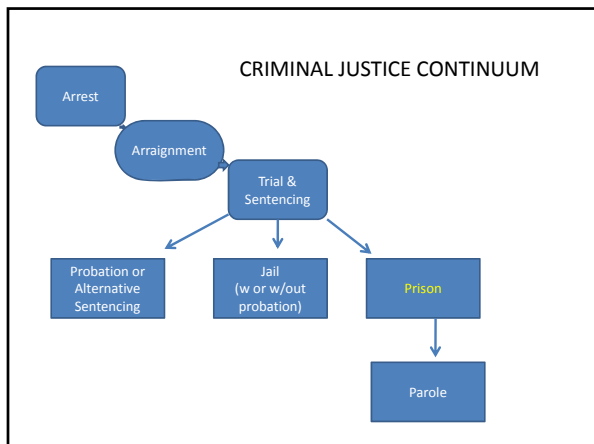 CRIMINAL JUSTICE CONTINUUM
Arrest
Arraignment
Trial &
Sentencing
Probation or
Alternative
Sentencing
Jail
(w or w/out
probation)
Prison
Parole